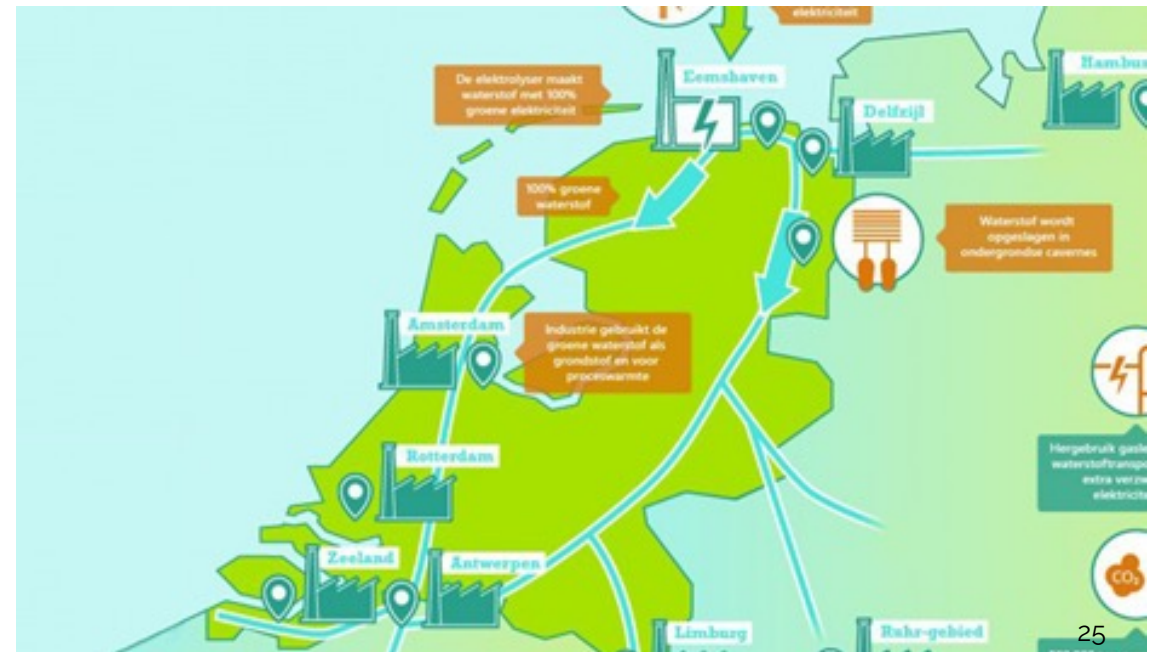 elektriciteit
Eemshaven
Hambur
De elektrolyser maakt
waterstof met 100%
groene elektriciteit
Delfzijl
100% groene
waterstof
Waterstof wordt
opgeslagen in
ondergrondse cavernes
Amsterdam
Industrie gebruikt de
groene waterstof als
grondstof en voor
proceswarmte
Rotterdam
Hergebruik gasle
waterstoftranspo
extra verzw
elektricite
Zeeland
Antwerpen
CO₂
Limburg
Ruhr-gebied
25